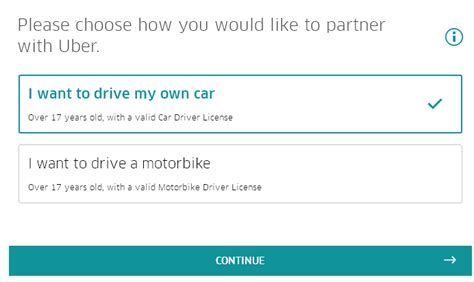 Please choose how you would like to partner
with Uber.
I want to drive my own car
Over 17 years old, with a valid Car Driver License
I want to drive a motorbike
Over 17 years old, with a valid Motorbike Driver License
CONTINUE